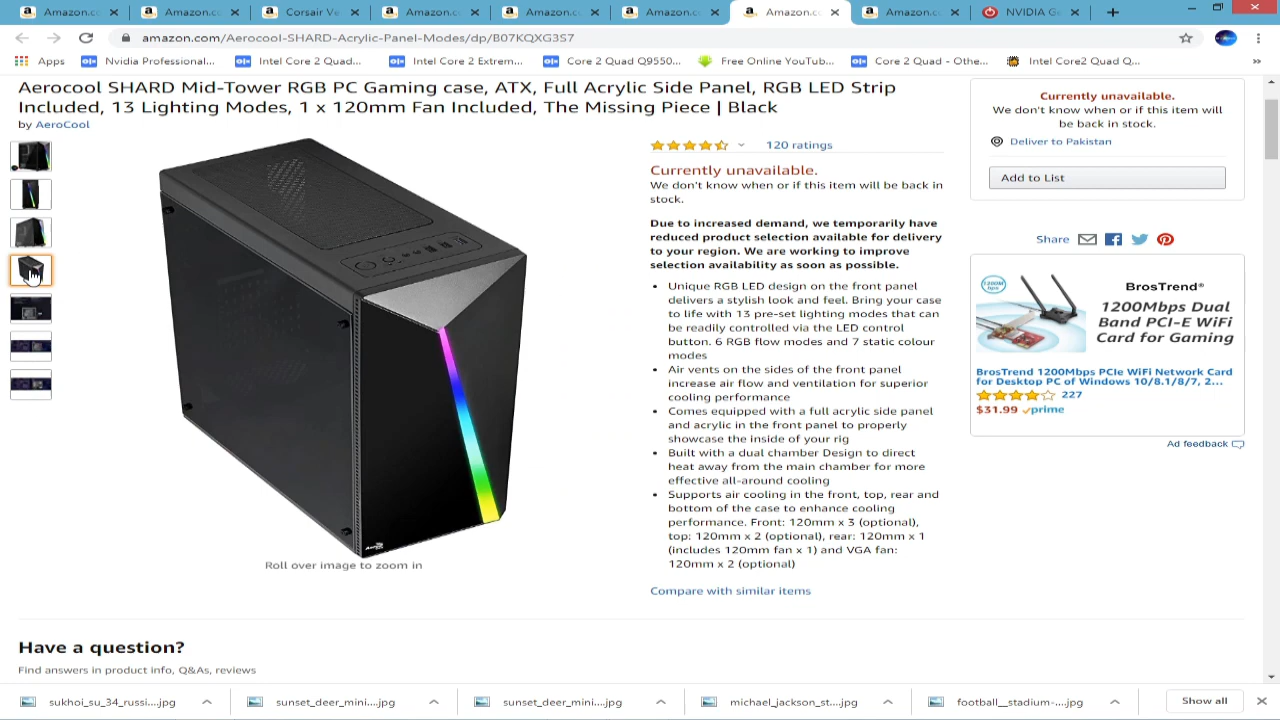 Amazon.c
Amazon.c
Corsair Ve
Amazon.c
Amazon.c
Amazon.c
Amazon.c
Amazon.c
NVIDIA Ge
amazon.com/Aerocool-SHARD-Acrylic-Panel-Modes/dp/B07KQXG3S7
Apps
Nvidia Professional...
Intel Core 2 Quad...
Intel Core 2 Extrem...
Core 2 Quad Q9550...
Free Online YouTub...
Core 2 Quad - Othe...
Intel Core2 Quad Q...
Aerocool SHARD Mid-Tower RGB PC Gaming case, ATX, Full Acrylic Side Panel, RGB LED Strip
Included, 13 Lighting Modes, 1 x 120mm Fan Included, The Missing Piece | Black
by AeroCool
Roll over image to zoom in
120 ratings
Currently unavailable.
We don't know when or if this item will be back in
stock.
Due to increased demand, we temporarily have
reduced product selection available for delivery
to your region. We are working to improve
selection availability as soon as possible.
Unique RGB LED design on the front panel
delivers a stylish look and feel. Bring your case
to life with 13 pre-set lighting modes that can
be readily controlled via the LED control
button. 6 RGB flow modes and 7 static colour
modes
Air vents on the sides of the front panel
increase air flow and ventilation for superior
cooling performance
Comes equipped with a full acrylic side panel
and acrylic in the front panel to properly
showcase the inside of your rig
Built with a dual chamber Design to direct
heat away from the main chamber for more
effective all-around cooling
Supports air cooling in the front, top, rear and
bottom of the case to enhance cooling
performance. Front: 120mm x 3 (optional),
top: 120mm x 2 (optional), rear: 120mm x 1
(includes 120mm fan x 1) and VGA fan:
120mm x 2 (optional)
Compare with similar items
Currently unavailable.
We don't know when or if this item will
be back in stock.
Deliver to Pakistan
Add to List
Share
BrosTrend®
1200Mbps Dual
Band PCI-E WiFi
Card for Gaming
BrosTrend 1200Mbps PCIe WiFi Network Card
for Desktop PC of Windows 10/8.1/8/7, 2...
227
$31.99 prime
Ad feedback
Have a question?
Find answers in product info, Q&As, reviews
sukhoi_su_34_russi....jpg
sunset_deer_mini....jpg
sunset_deer_mini....jpg
michael_jackson_st....jpg
football__stadium-....jpg
Show all